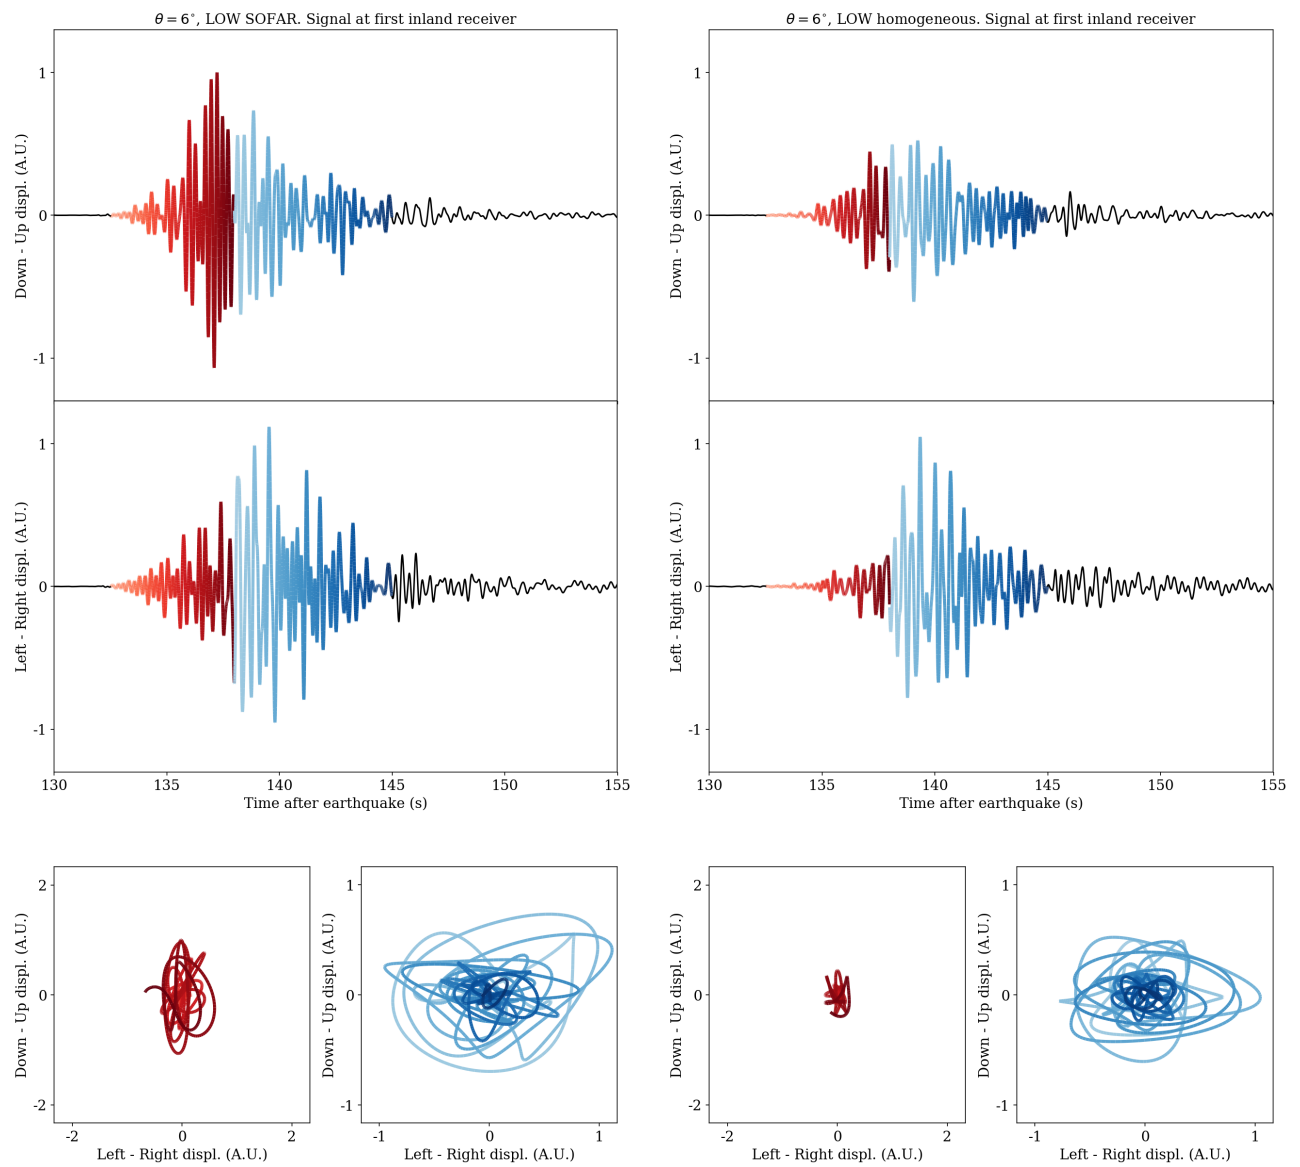 θ = 6°, LOW SOFAR. Signal at first inland receiver
Down - Up displ. (A.U.)
1
0
-1
Left - Right displ. (A.U.)
1
0
-1
130 135 140 145 150 155
Time after earthquake (s)
θ = 6°, LOW homogeneous. Signal at first inland receiver
Down - Up displ. (A.U.)
1
0
-1
Left - Right displ. (A.U.)
1
0
-1
130 135 140 145 150 155
Time after earthquake (s)
Down - Up displ. (A.U.)
2
0
-2
-2 0 2
Left - Right displ. (A.U.)
Down - Up displ. (A.U.)
1
0
-1
-1 0 1
Left - Right displ. (A.U.)
Down - Up displ. (A.U.)
2
0
-2
-2 0 2
Left - Right displ. (A.U.)
Down - Up displ. (A.U.)
1
0
-1
-1 0 1
Left - Right displ. (A.U.)